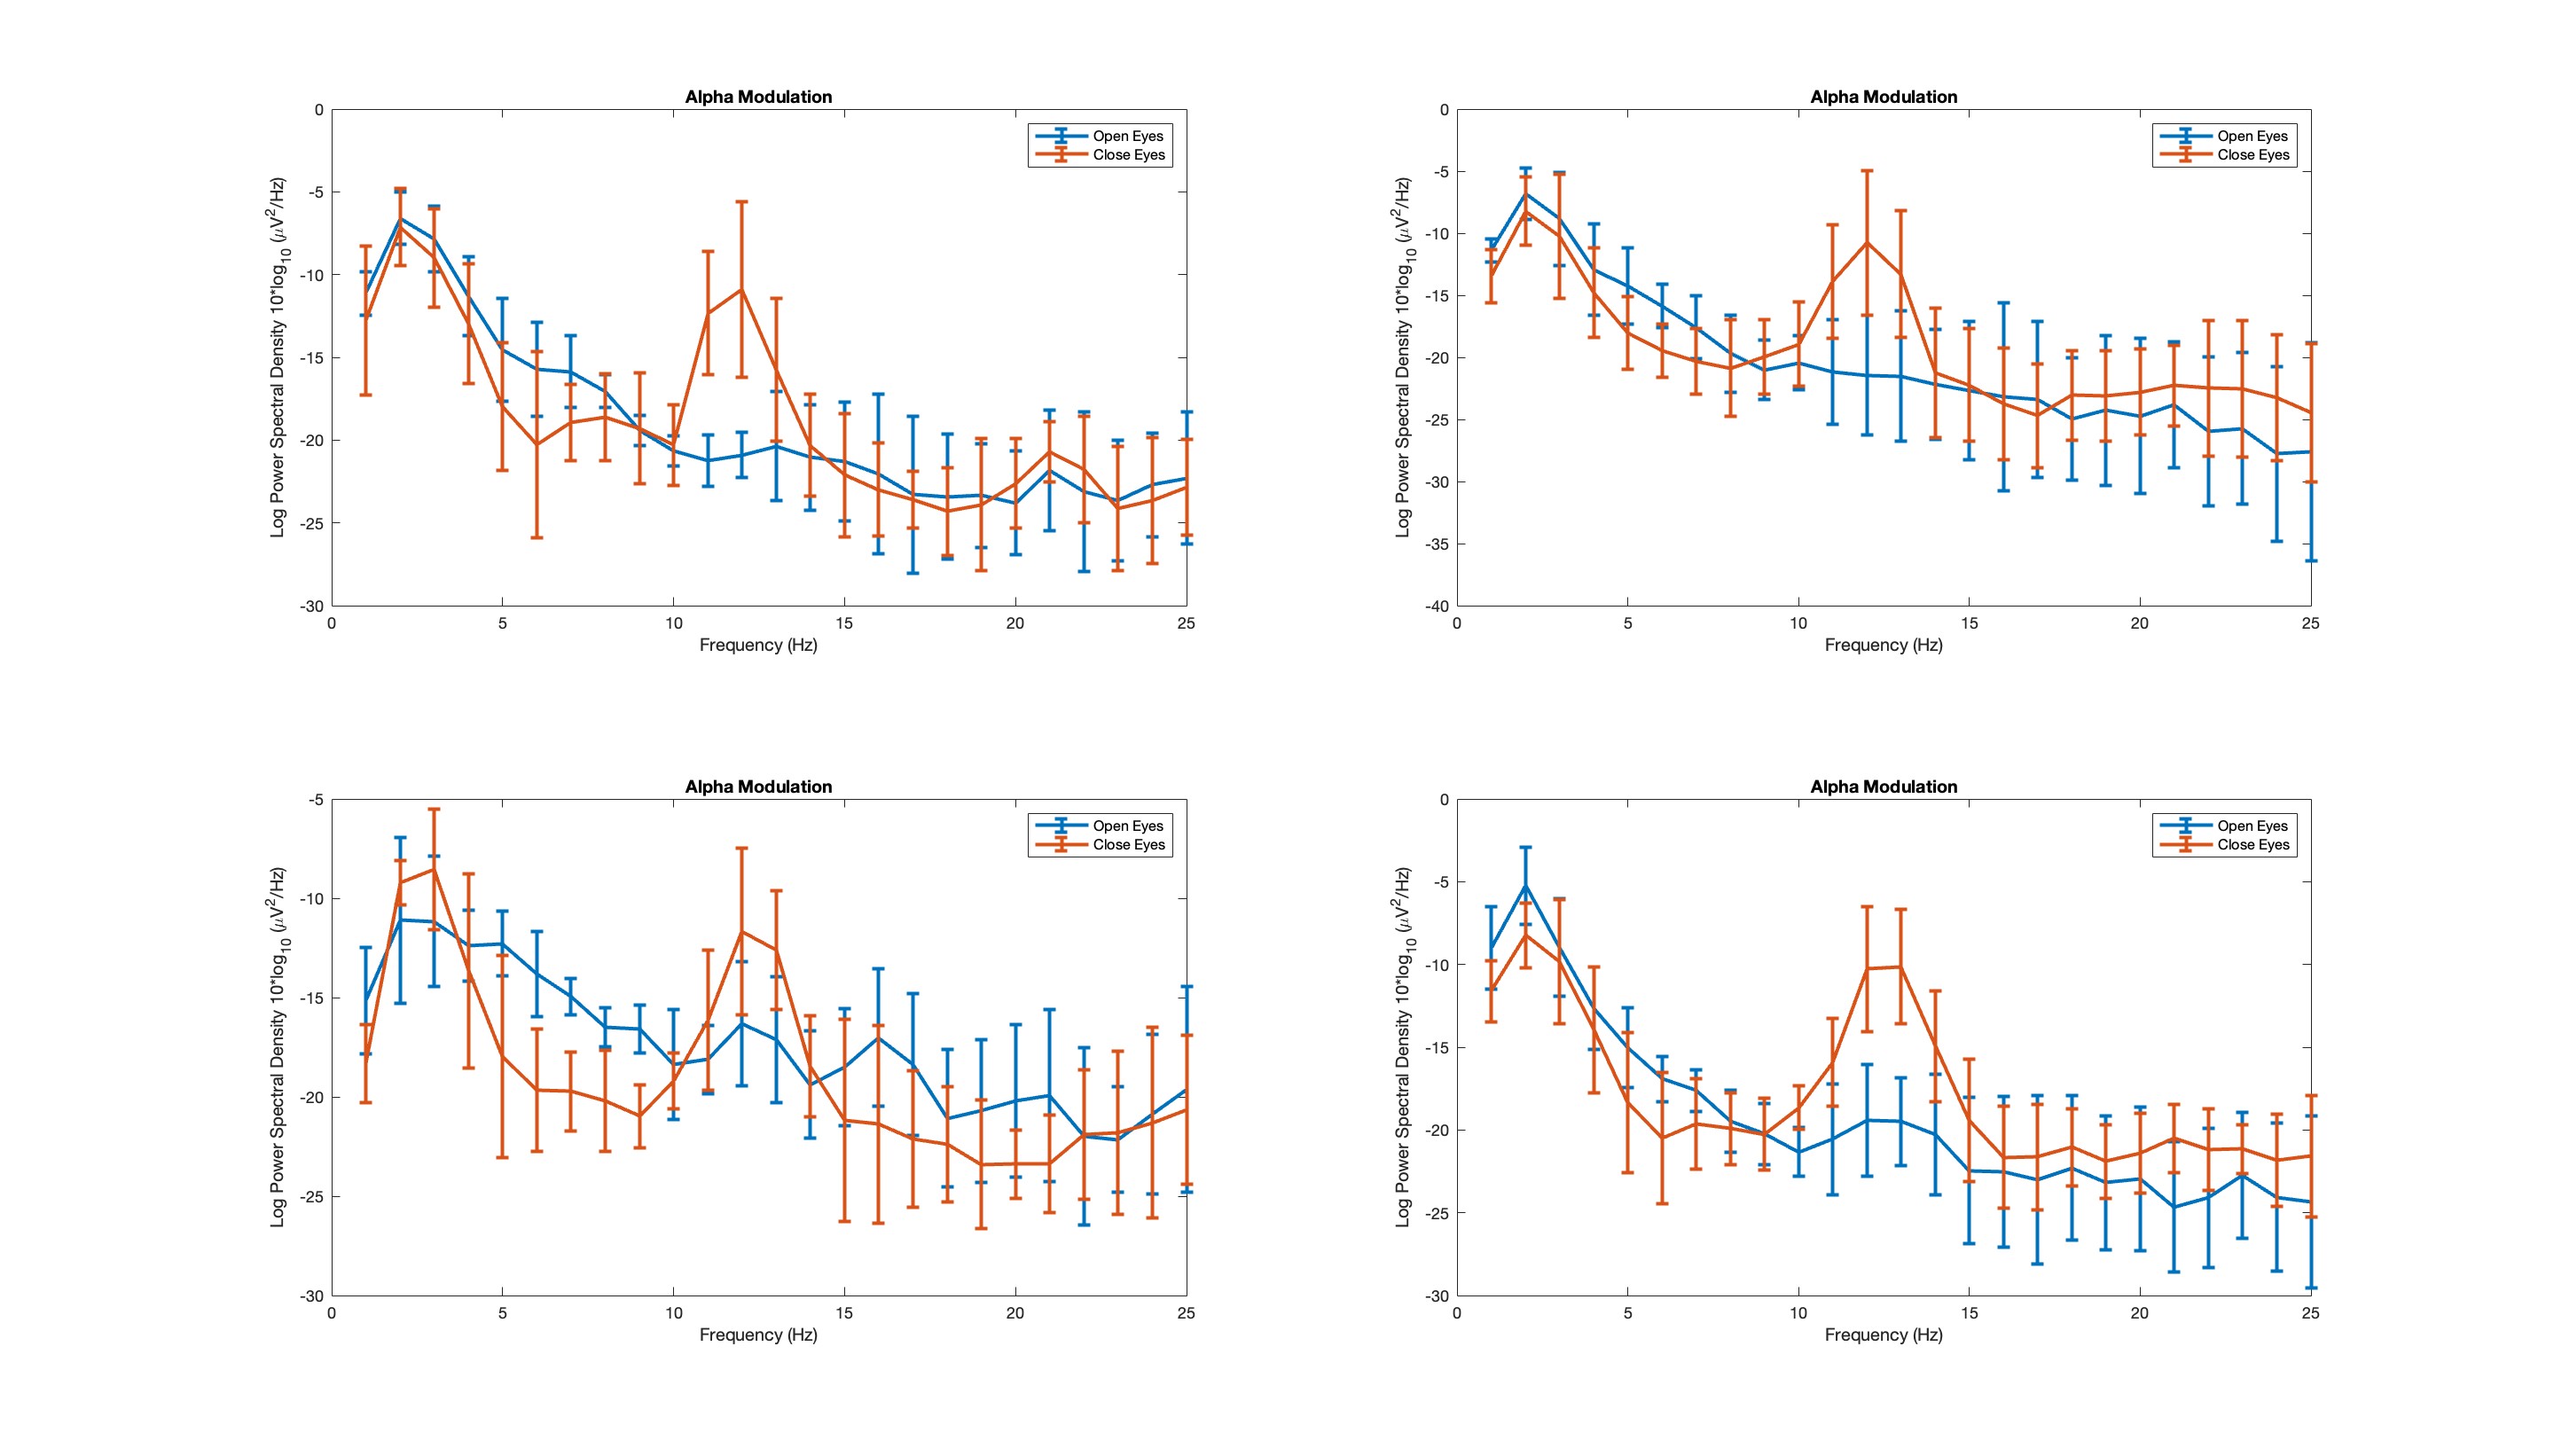 Alpha Modulation
Open Eyes
Close Eyes
Log Power Spectral Density 10*log10 (μV2/Hz)
0
-5
-10
-15
-20
-25
-30
0 5 10 15 20 25
Frequency (Hz)
Alpha Modulation
Open Eyes
Close Eyes
Log Power Spectral Density 10*log10 (μV2/Hz)
0
-5
-10
-15
-20
-25
-30
-35
-40
0 5 10 15 20 25
Frequency (Hz)
Alpha Modulation
Open Eyes
Close Eyes
Log Power Spectral Density 10*log10 (μV2/Hz)
-5
-10
-15
-20
-25
-30
0 5 10 15 20 25
Frequency (Hz)
Alpha Modulation
Open Eyes
Close Eyes
Log Power Spectral Density 10*log10 (μV2/Hz)
0
-5
-10
-15
-20
-25
-30
0 5 10 15 20 25
Frequency (Hz)